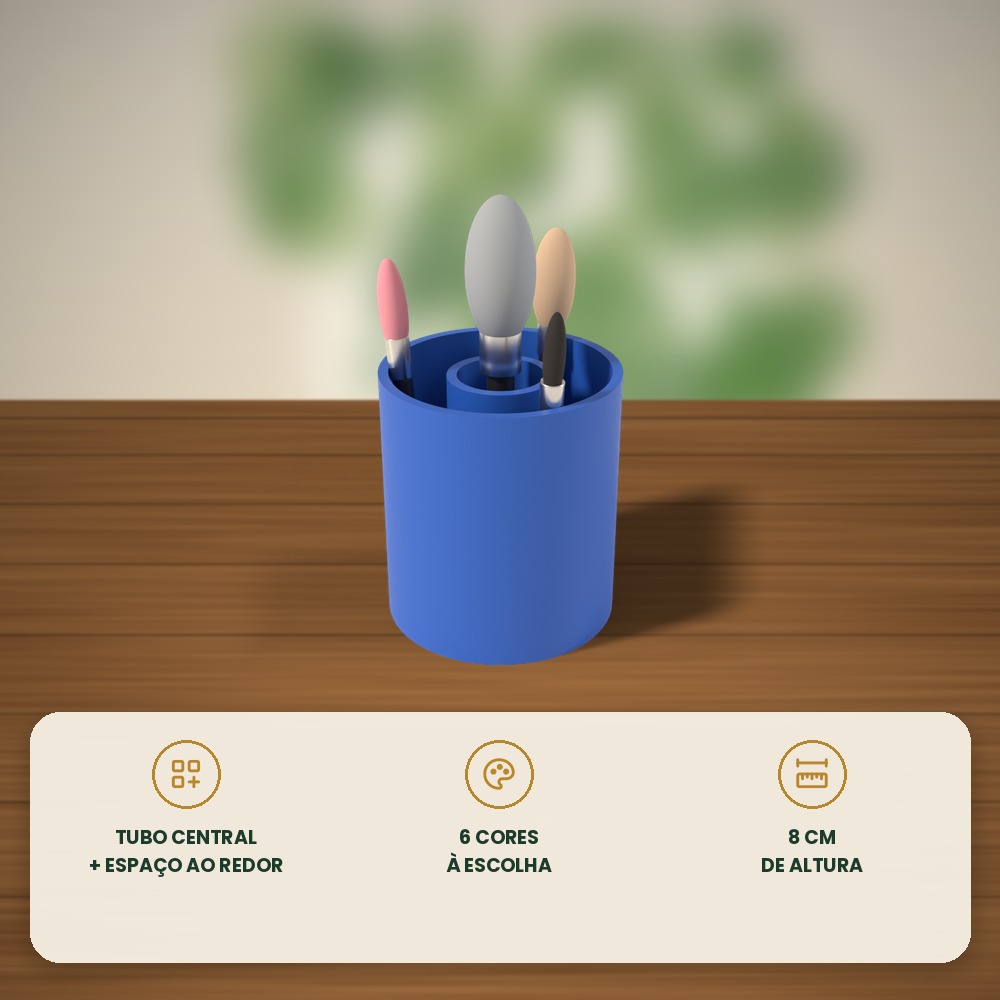 TUBO CENTRAL
+ ESPAÇO AO REDOR
6 CORES
À ESCOLHA
8 CM
DE ALTURA